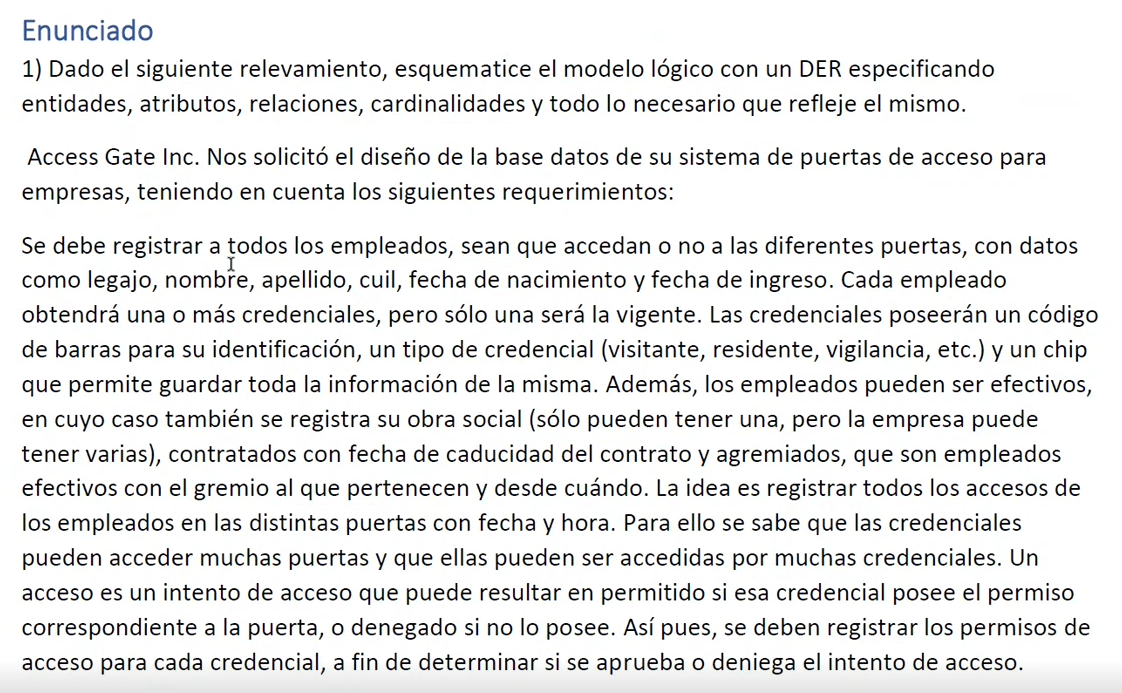 Enunciado
1) Dado el siguiente relevamiento, esquematice el modelo lógico con un DER especificando
entidades, atributos, relaciones, cardinalidades y todo lo necesario que refleje el mismo.
Access Gate Inc. Nos solicitó el diseño de la base datos de su sistema de puertas de acceso para
empresas, teniendo en cuenta los siguientes requerimientos:
Se debe registrar a todos los empleados, sean que accedan o no a las diferentes puertas, con datos
como legajo, nombre, apellido, cuil, fecha de nacimiento y fecha de ingreso. Cada empleado
obtendrá una o más credenciales, pero sólo una será la vigente. Las credenciales poseerán un código
de barras para su identificación, un tipo de credencial (visitante, residente, vigilancia, etc.) y un chip
que permite guardar toda la información de la misma. Además, los empleados pueden ser efectivos,
en cuyo caso también se registra su obra social (sólo pueden tener una, pero la empresa puede
tener varias), contratados con fecha de caducidad del contrato y agremiados, que son empleados
efectivos con el gremio al que pertenecen y desde cuándo. La idea es registrar todos los accesos de
los empleados en las distintas puertas con fecha y hora. Para ello se sabe que las credenciales
pueden acceder muchas puertas y que ellas pueden ser accedidas por muchas credenciales. Un
acceso es un intento de acceso que puede resultar en permitido si esa credencial posee el permiso
correspondiente a la puerta, o denegado si no lo posee. Así pues, se deben registrar los permisos de
acceso para cada credencial, a fin de determinar si se aprueba o deniega el intento de acceso.